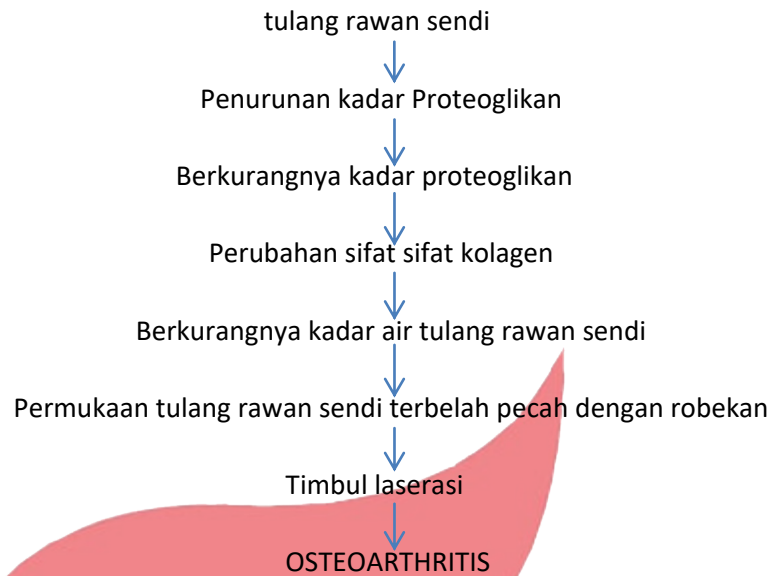 tulang rawan sendi
Penurunan kadar Proteoglikan
Berkurangnya kadar proteoglikan
Perubahan sifat sifat kolagen
Berkurangnya kadar air tulang rawan sendi
Permukaan tulang rawan sendi terbelah pecah dengan robekan
Timbul laserasi
OSTEOARTHRITIS